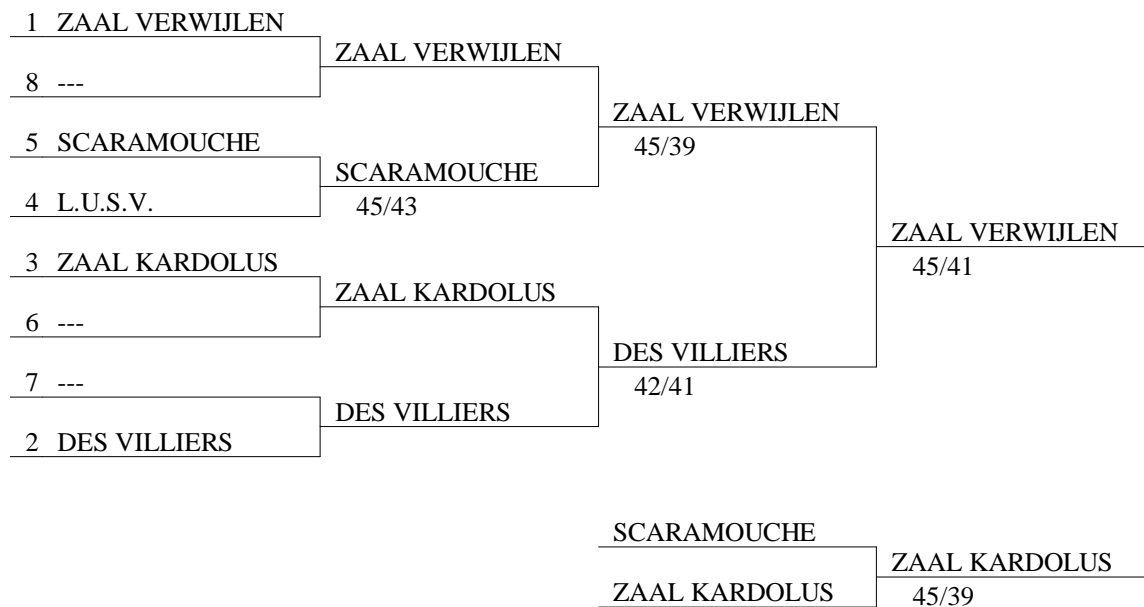 1 ZAAL VERWIJLEN
ZAAL VERWIJLEN
8 ---
ZAAL VERWIJLEN
45/39
5 SCARAMOUCHE
SCARAMOUCHE
45/43
4 L.U.S.V.
ZAAL VERWIJLEN
45/41
3 ZAAL KARDOLUS
ZAAL KARDOLUS
6 ---
DES VILLIERS
42/41
7 ---
DES VILLIERS
2 DES VILLIERS
SCARAMOUCHE
ZAAL KARDOLUS
ZAAL KARDOLUS
45/39